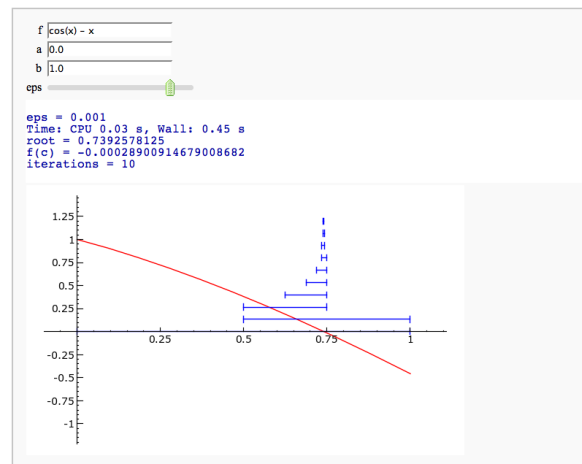 f cos(x) - x
a 0.0
b 1.0
eps
eps = 0.001
Time: CPU 0.03 s, Wall: 0.45 s
root = 0.7392578125
f(c) = -0.00028900914679008682
iterations = 10
1.25
1
0.75
0.5
0.25
0.25 0.5 0.75 1
-0.25
-0.5
-0.75
-1